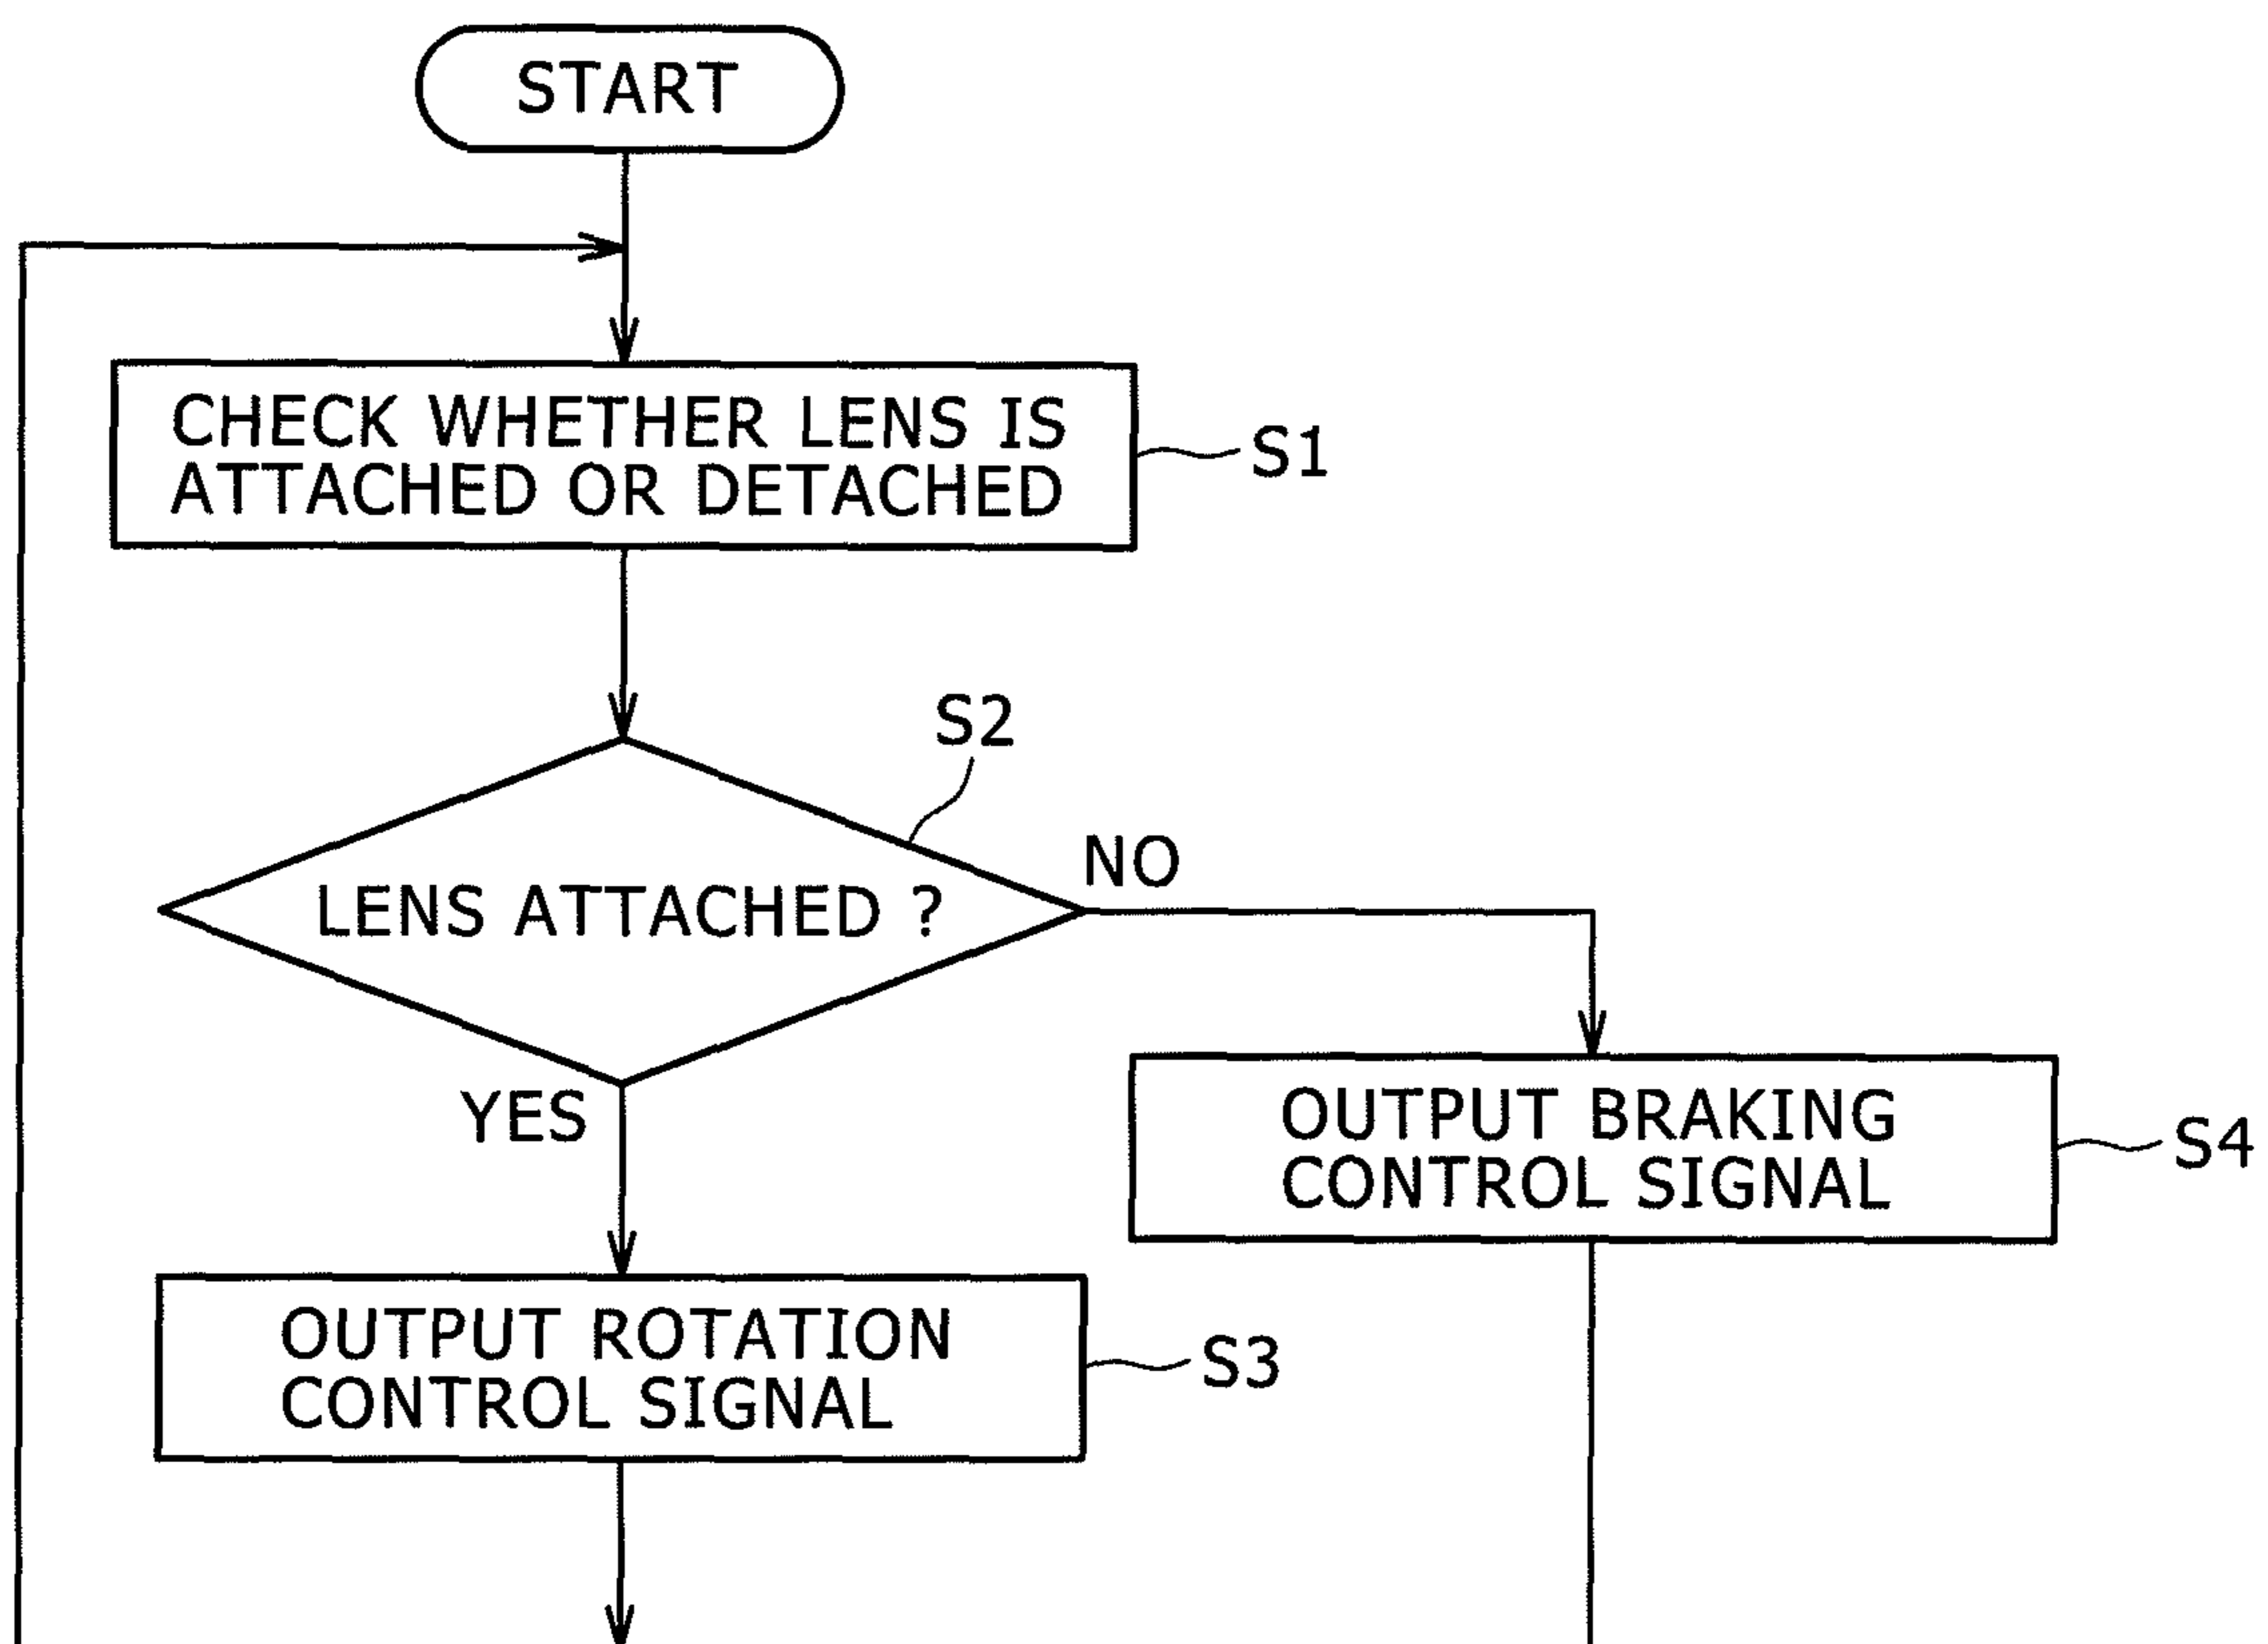 START
CHECK WHETHER LENS IS
ATTACHED OR DETACHED
S1
S2
LENS ATTACHED ?
NO
YES
OUTPUT BRAKING
CONTROL SIGNAL
S4
OUTPUT ROTATION
CONTROL SIGNAL
S3